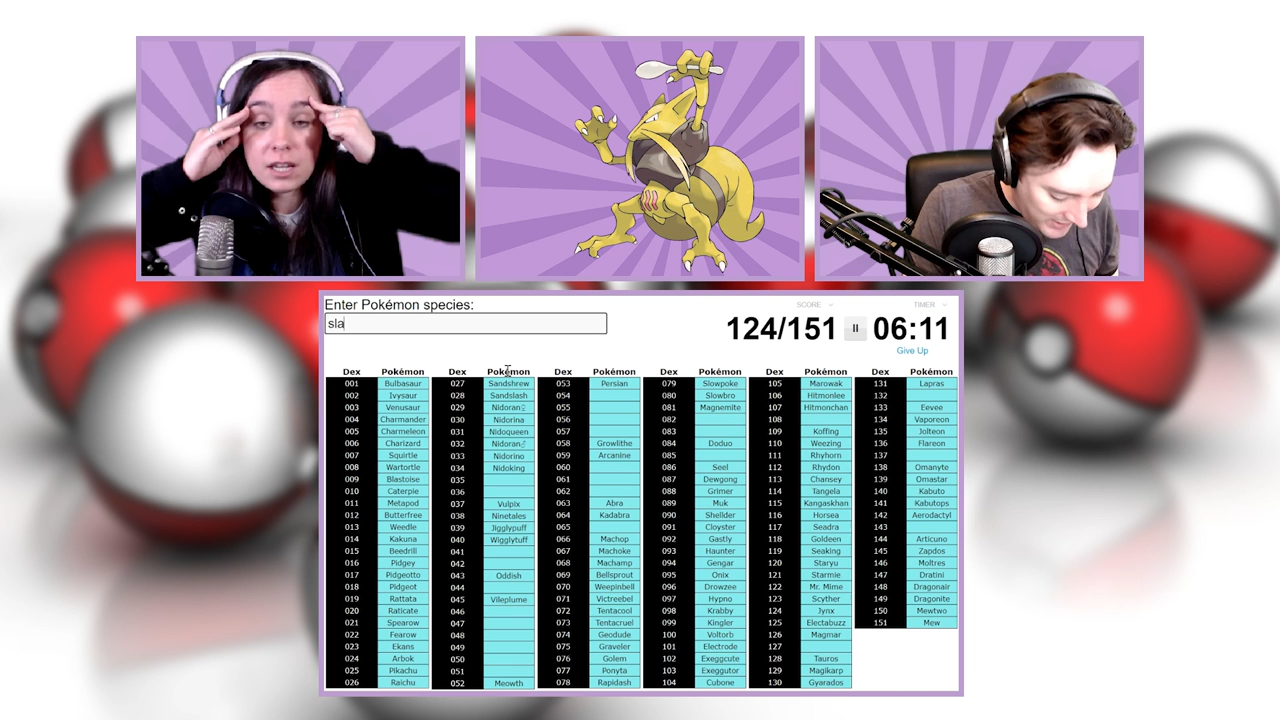 Enter Pokémon species:
SCORE TIMER
sla
124/151 II 06:11
Give Up
Dex Pokémon Dex Pokémon Dex Pokémon Dex Pokémon Dex Pokémon Dex Pokémon
001 Bulbasaur 027 Sandshrew 053 Persian 079 Slowpoke 105 Marowak 131 Lapras
002 Ivysaur 028 Sandslash 054 080 Slowbro 106 Hitmonlee 132
003 Venusaur 029 Nidoran♀ 055 081 Magnemite 107 Hitmonchan 133 Eevee
004 Charmander 030 Nidorina 056 082 108 134 Vaporeon
005 Charmeleon 031 Nidoqueen 057 083 109 Koffing 135 Jolteon
006 Charizard 032 Nidoran♂ 058 Growlithe 084 Doduo 110 Weezing 136 Flareon
007 Squirtle 033 Nidorino 059 Arcanine 085 111 Rhyhorn 137
008 Wartortle 034 Nidoking 060 086 Seel 112 Rhydon 138 Omanyte
009 Blastoise 035 061 087 Dewgong 113 Chansey 139 Omastar
010 Caterpie 036 062 088 Grimer 114 Tangela 140 Kabuto
011 Metapod 037 Vulpix 063 Abra 089 Muk 115 Kangaskhan 141 Kabutops
012 Butterfree 038 Ninetales 064 Kadabra 090 Shellder 116 Horsea 142 Aerodactyl
013 Weedle 039 Jigglypuff 065 091 Cloyster 117 Seadra 143
014 Kakuna 040 Wigglytuff 066 Machop 092 Gastly 118 Goldeen 144 Articuno
015 Beedrill 041 067 Machoke 093 Haunter 119 Seaking 145 Zapdos
016 Pidgey 042 068 Machamp 094 Gengar 120 Staryu 146 Moltres
017 Pidgeotto 043 Oddish 069 Bellsprout 095 Onix 121 Starmie 147 Dratini
018 Pidgeot 044 070 Weepinbell 096 Drowzee 122 Mr. Mime 148 Dragonair
019 Rattata 045 Vileplume 071 Victreebel 097 Hypno 123 Scyther 149 Dragonite
020 Raticate 046 072 Tentacool 098 Krabby 124 Jynx 150 Mewtwo
021 Spearow 047 073 Tentacruel 099 Kingler 125 Electabuzz 151 Mew
022 Fearow 048 074 Geodude 100 Voltorb 126 Magmar
023 Ekans 049 075 Graveler 101 Electrode 127
024 Arbok 050 076 Golem 102 Exeggcute 128 Tauros
025 Pikachu 051 077 Ponyta 103 Exeggutor 129 Magikarp
026 Raichu 052 Meowth 078 Rapidash 104 Cubone 130 Gyarados